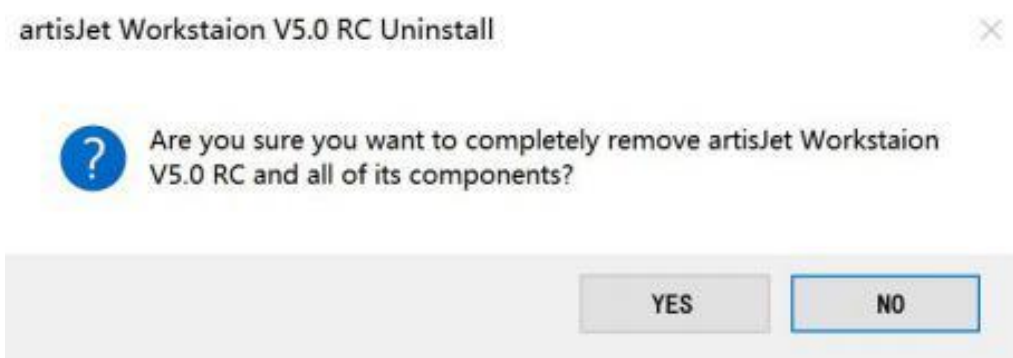 artisJet Workstaion V5.0 RC Uninstall
?
Are you sure you want to completely remove artisJet Workstaion
V5.0 RC and all of its components?
YES
NO